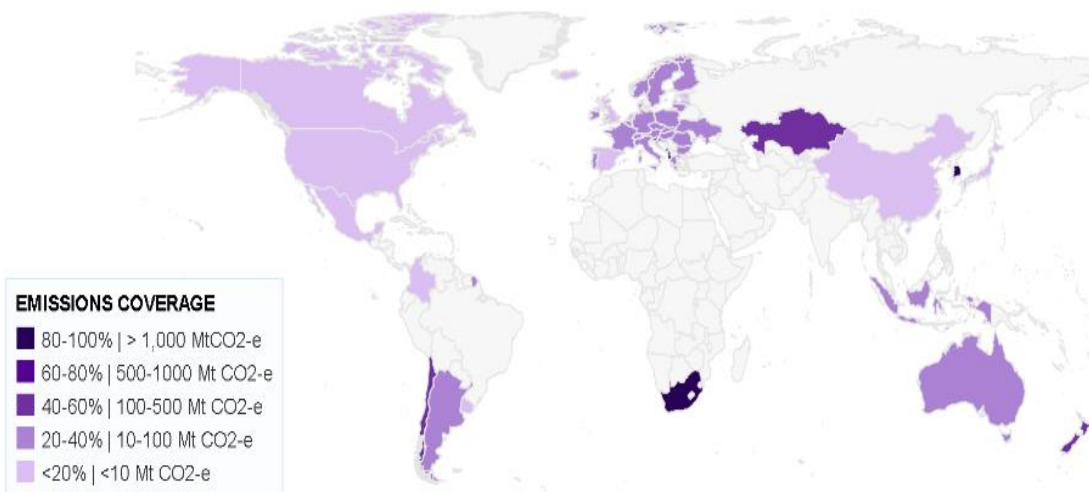 EMISSIONS COVERAGE
80-100% | > 1,000 MtCO2-e
60-80% | 500-1000 Mt CO2-e
40-60% | 100-500 Mt CO2-e
20-40% | 10-100 Mt CO2-e
<20% | <10 Mt CO2-e